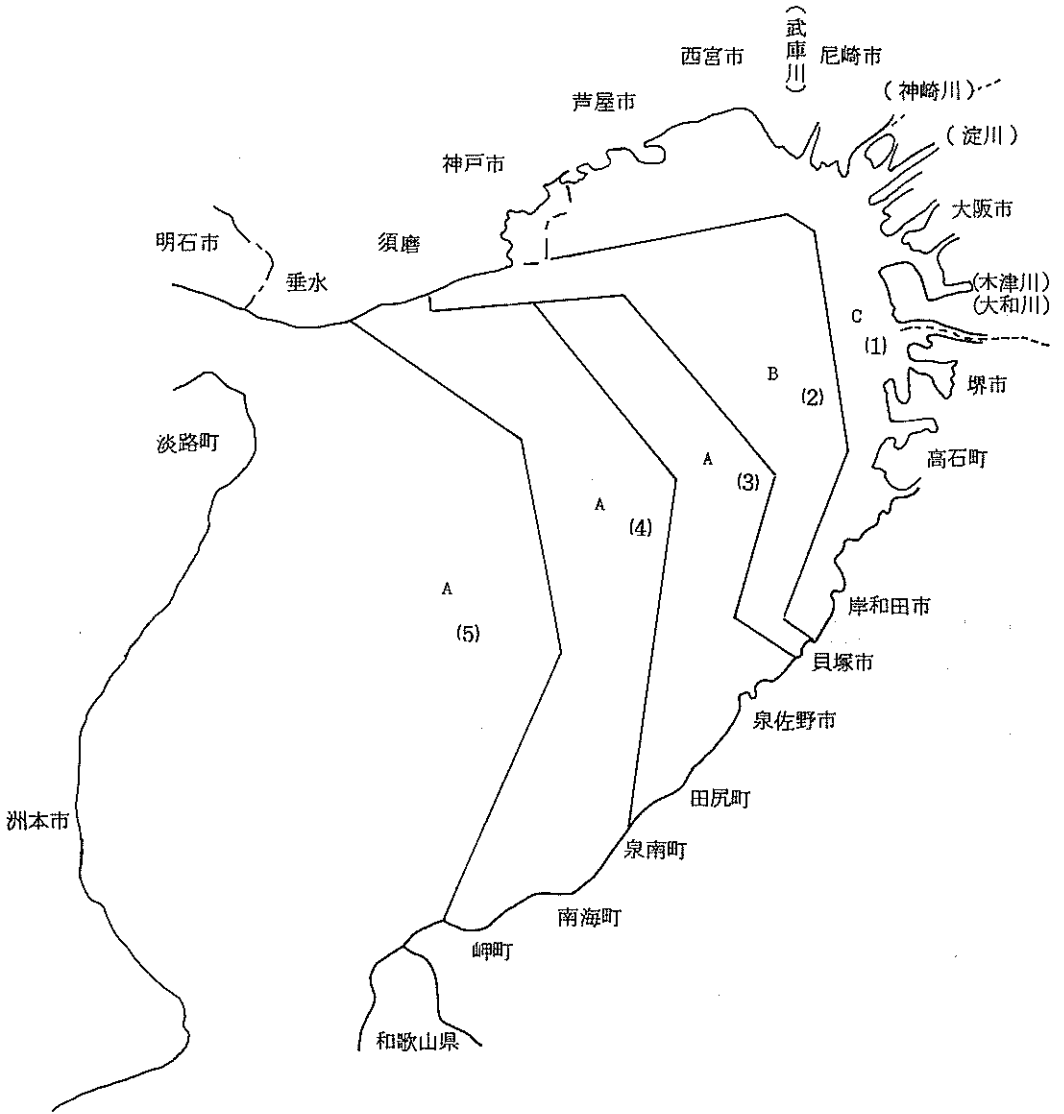 (武庫川)
西宮市
尼崎市
(神崎川)
芦屋市
(淀川)
神戸市
大阪市
明石市
須磨
垂水
(木津川)
(大和川)
C
(1)
B
(2)
堺市
淡路町
高石町
A
(3)
A
(4)
A
(5)
岸和田市
貝塚市
泉佐野市
田尻町
洲本市
泉南町
南海町
岬町
和歌山県